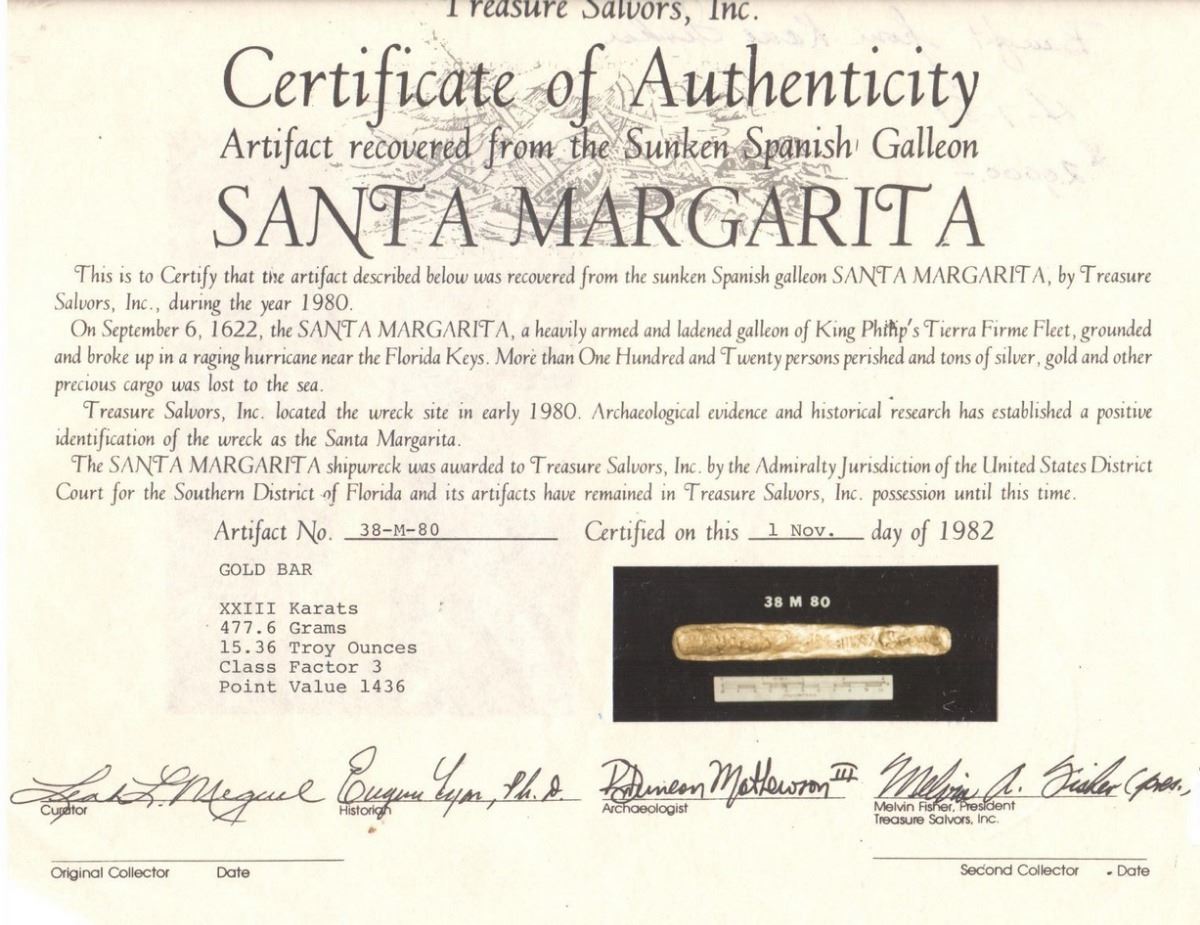 Treasure Salvors, Inc.
Certificate of Authenticity
Artifact recovered from the Sunken Spanish Galleon
SANTA MARGARITA
This is to Certify that the artifact described below was recovered from the sunken Spanish galleon SANTA MARGARITA, by Treasure
Salvors, Inc., during the year 1980.
On September 6, 1622, the SANTA MARGARITA, a heavily armed and ladened galleon of King Philip's Tierra Firme Fleet, grounded
and broke up in a raging hurricane near the Florida Keys. More than One Hundred and Twenty persons perished and tons of silver, gold and other
precious cargo was lost to the sea.
Treasure Salvors, Inc. located the wreck site in early 1980. Archaeological evidence and historical research has established a positive
identification of the wreck as the Santa Margarita.
The SANTA MARGARITA shipwreck was awarded to Treasure Salvors, Inc. by the Admiralty Jurisdiction of the United States District
Court for the Southern District of Florida and its artifacts have remained in Treasure Salvors, Inc. possession until this time.
Artifact No. 38-M-80 Certified on this 1 Nov. day of 1982
GOLD BAR
XXIII Karats
477.6 Grams
15.36 Troy Ounces
Class Factor 3
Point Value 1436
38 M 80
Eugene Lyon, Ph.D. R Duncan Mathewson III Melvin A. Fisher (pres.)
Curator Historian Archaeologist Melvin Fisher, President
Treasure Salvors, Inc.
Original Collector Date Second Collector Date